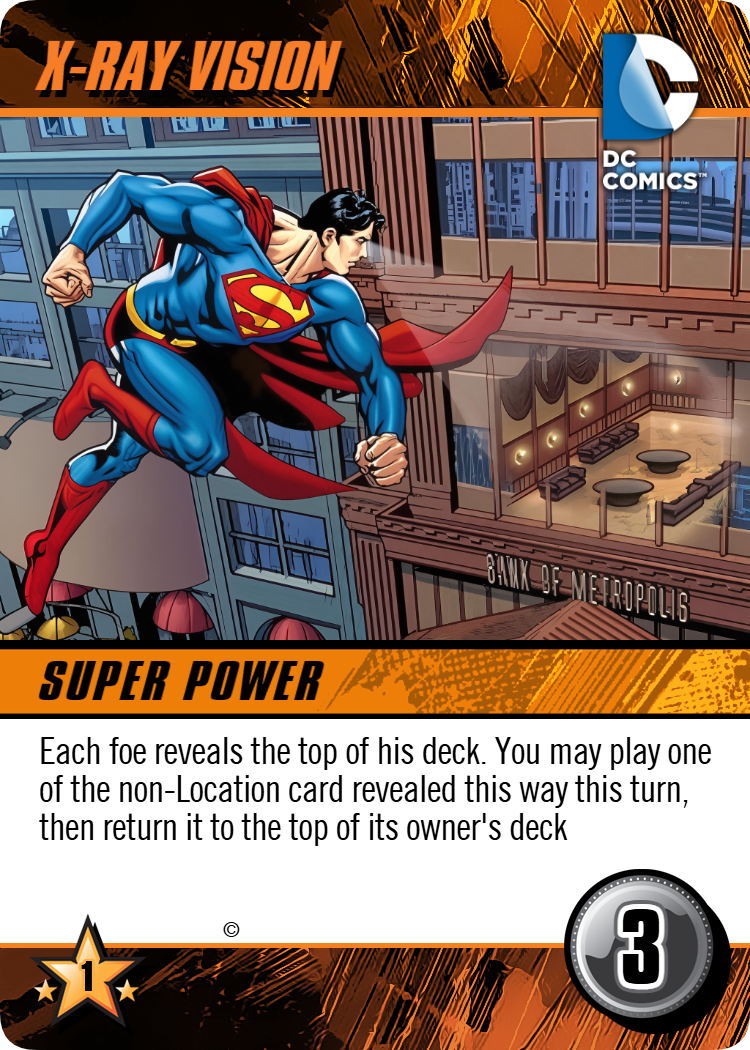 X-RAY VISION
DC
COMICS™
S
BANK OF METROPOLIS
SUPER POWER
Each foe reveals the top of his deck. You may play one
of the non-Location card revealed this way this turn,
then return it to the top of its owner's deck
©
1
3